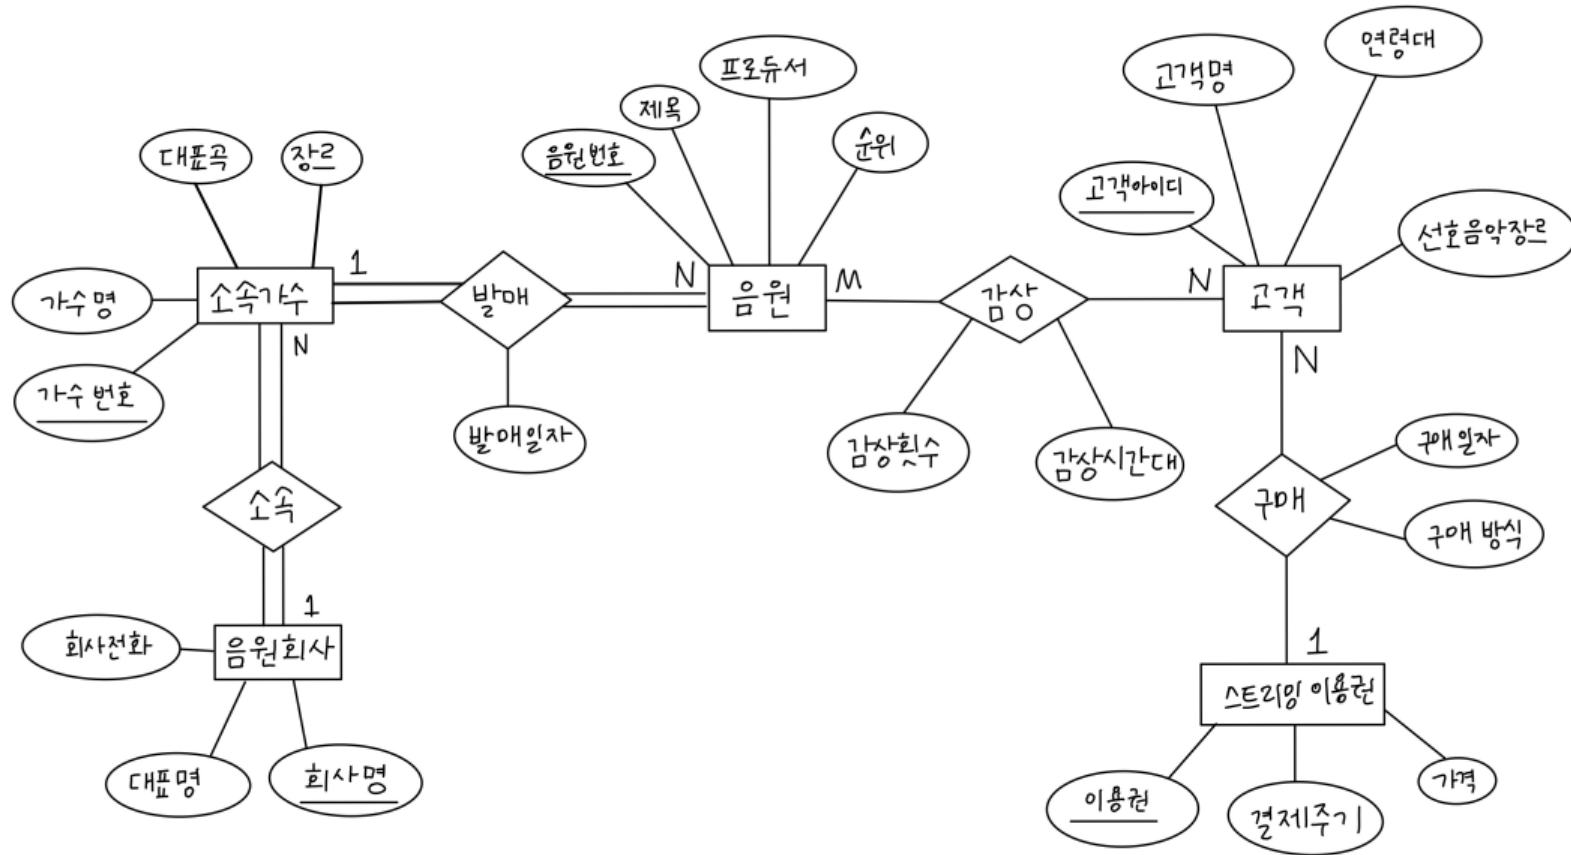 연령대
고객명
프로듀서
제목
순위
음원번호
대표곡
장르
고객아이디
선호음악장르
가수명
소속가수
1
발매
N
음원
M
감상
N
고객
N
N
가수 번호
발매일자
감상횟수
감상시간대
구매일자
소속
구매
구매 방식
1
음원회사
회사전화
1
스트리밍 이용권
대표명
회사명
이용권
결제주기
가격